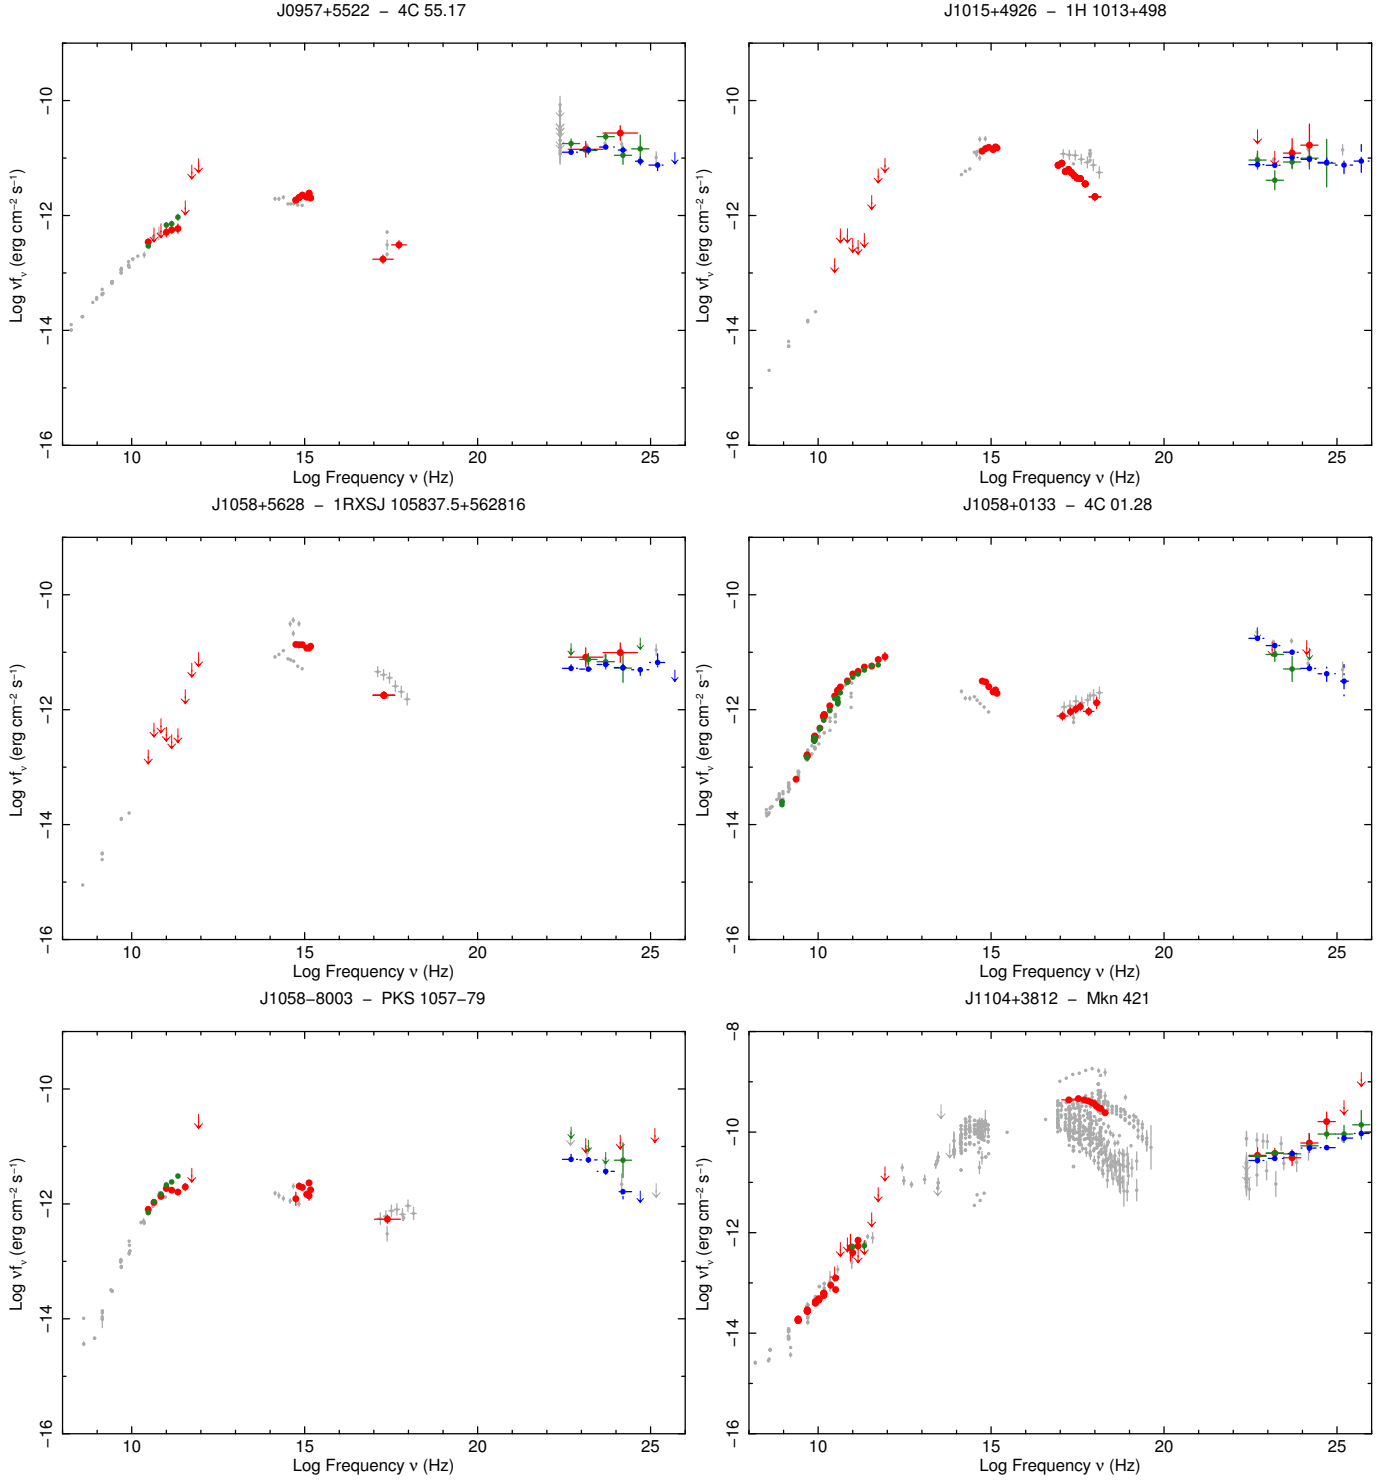 J0957+5522 − 4C 55.17
−10
−12
−14
−16
Log νfν (erg cm−2 s−1)
10 15 20 25
Log Frequency ν (Hz)
J1015+4926 − 1H 1013+498
−10
−12
−14
−16
Log νfν (erg cm−2 s−1)
10 15 20 25
Log Frequency ν (Hz)
J1058+5628 − 1RXSJ 105837.5+562816
−10
−12
−14
−16
Log νfν (erg cm−2 s−1)
10 15 20 25
Log Frequency ν (Hz)
J1058+0133 − 4C 01.28
−10
−12
−14
−16
Log νfν (erg cm−2 s−1)
10 15 20 25
Log Frequency ν (Hz)
J1058−8003 − PKS 1057−79
−10
−12
−14
−16
Log νfν (erg cm−2 s−1)
10 15 20 25
Log Frequency ν (Hz)
J1104+3812 − Mkn 421
−8
−10
−12
−14
−16
Log νfν (erg cm−2 s−1)
10 15 20 25
Log Frequency ν (Hz)